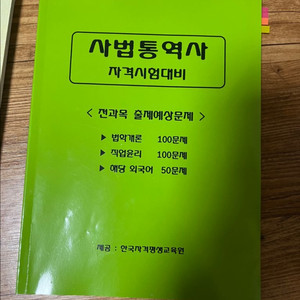 사법통역사
자격시험대비
< 전과목 출제예상문제 >
▶ 법학개론 100문제
▶ 직업윤리 100문제
▶ 해당 외국어 50문제
제공 : 한국자격평생교육원